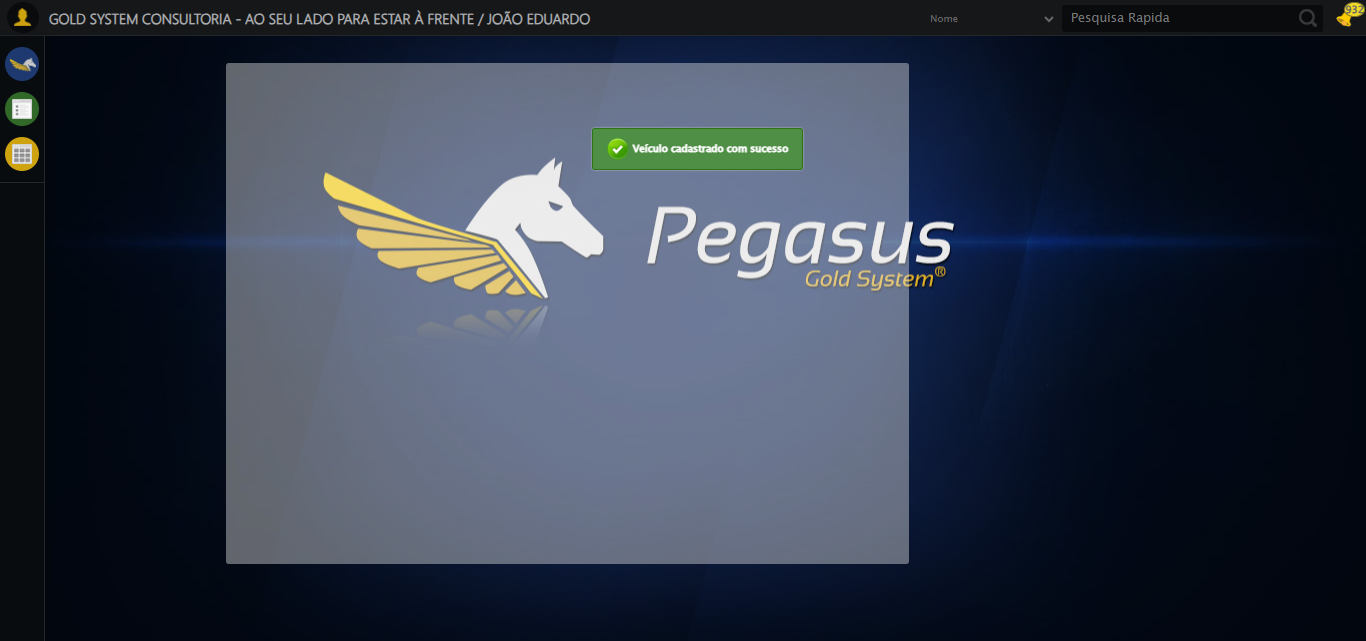 GOLD SYSTEM CONSULTORIA - AO SEU LADO PARA ESTAR À FRENTE / JOÃO EDUARDO
Nome
Pesquisa Rapida
932
Veículo cadastrado com sucesso
Pegasus
Gold System®